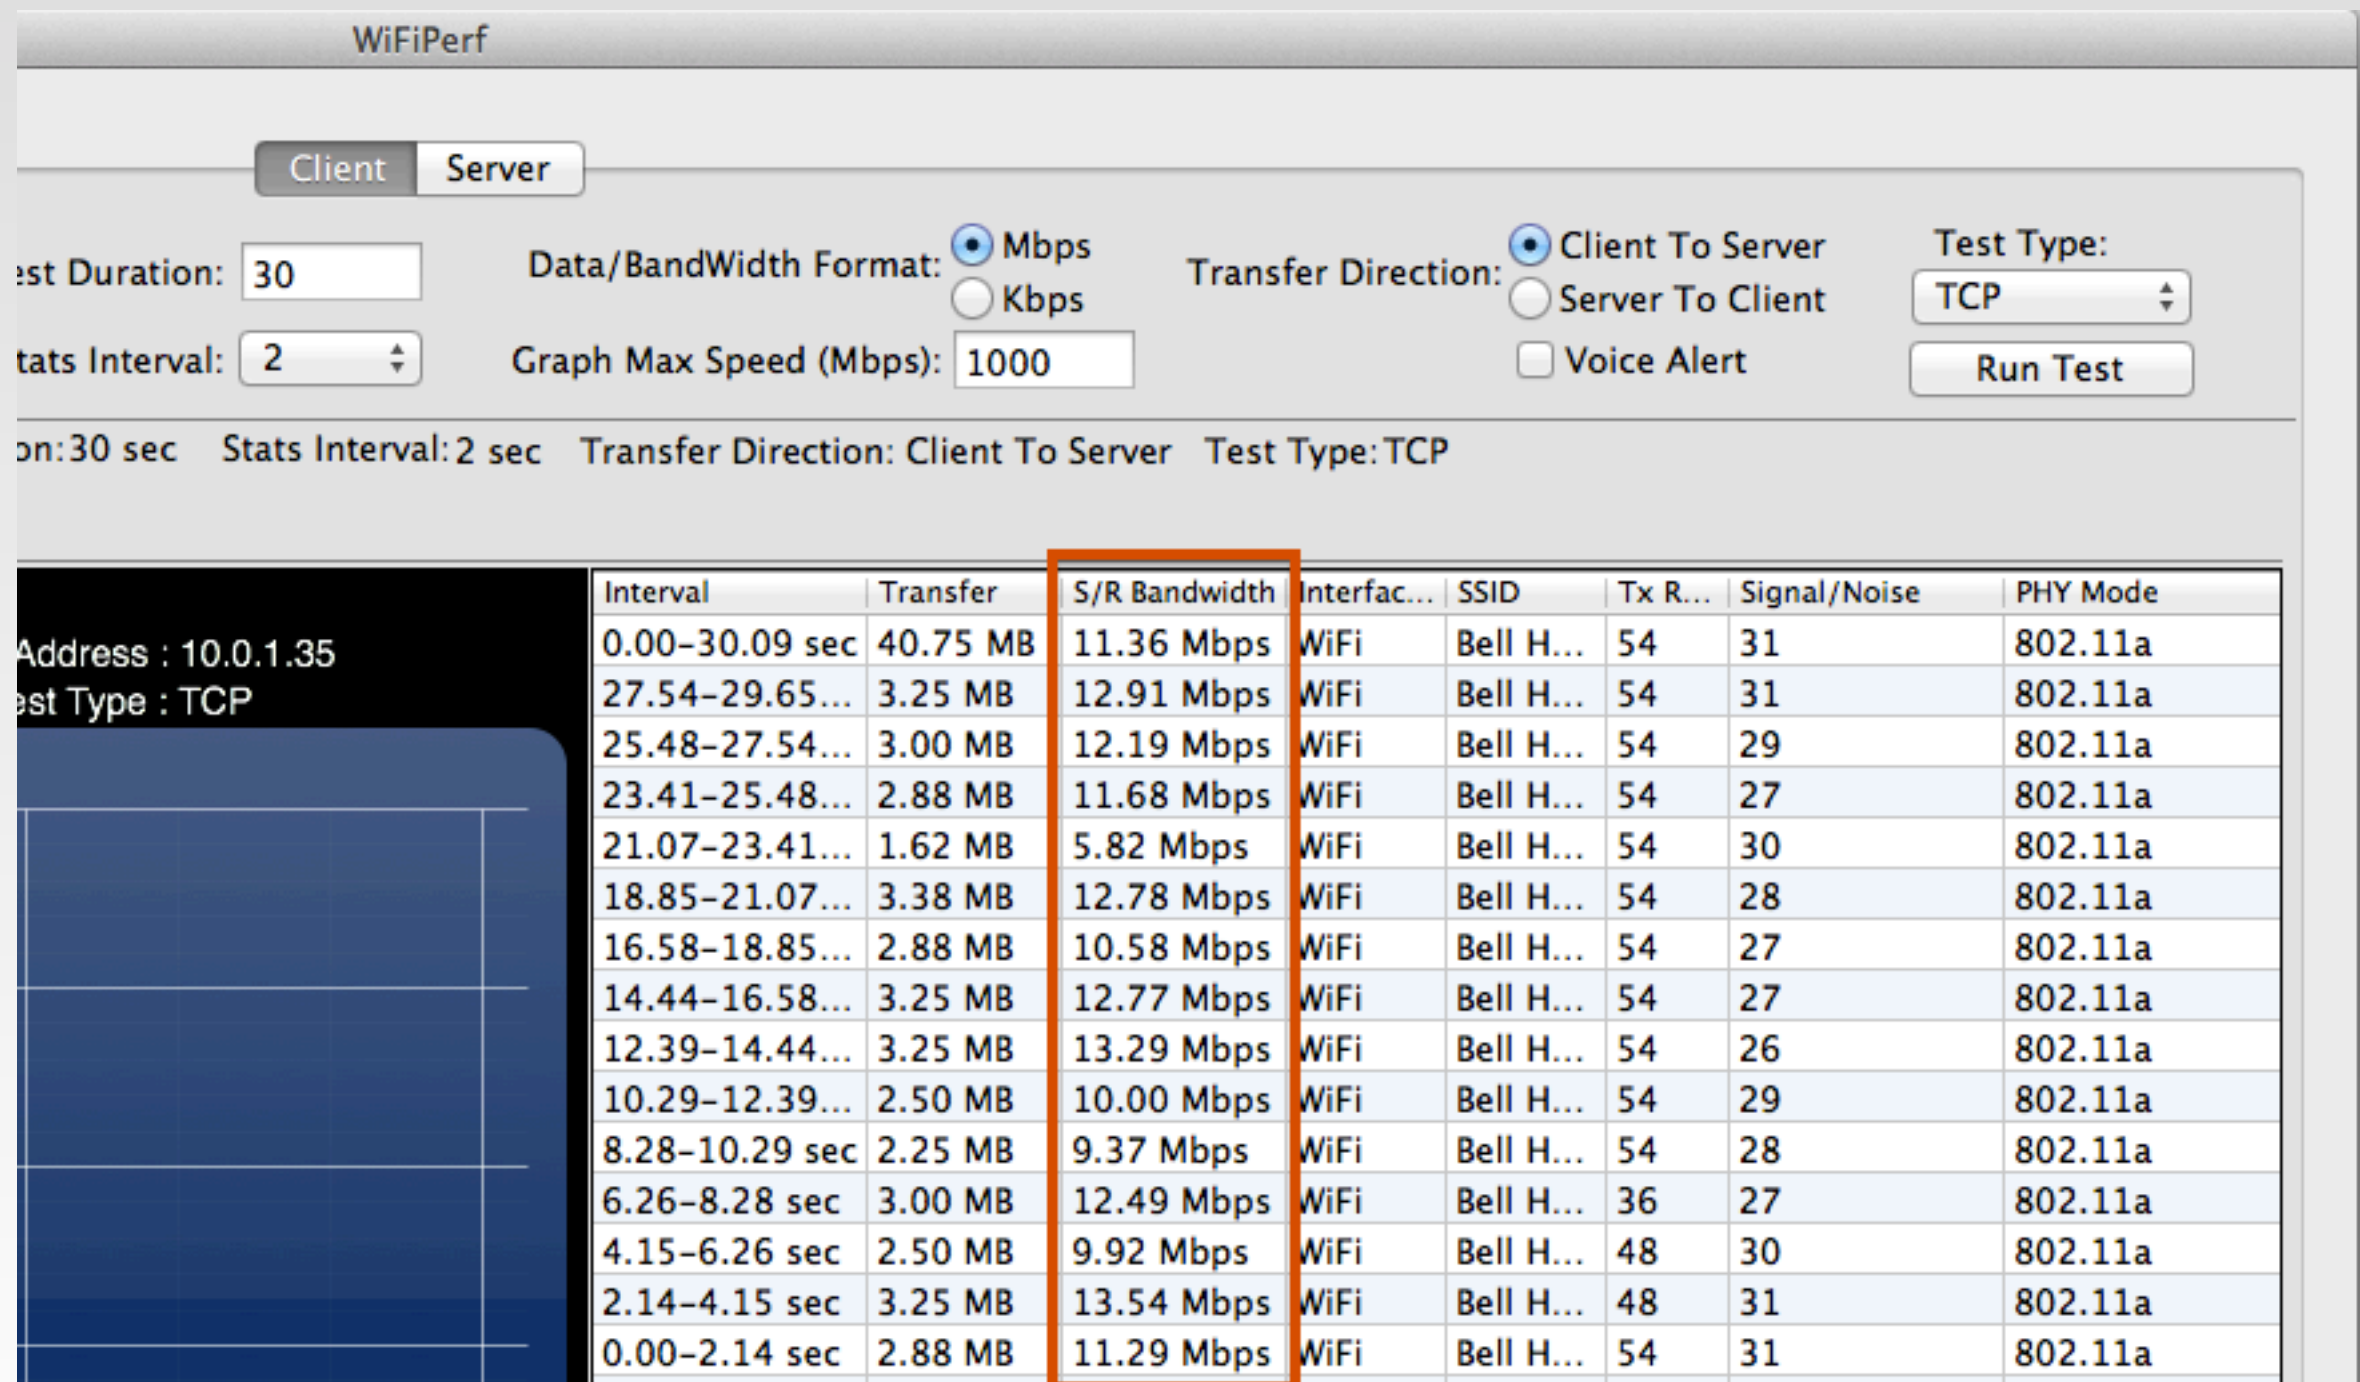 WiFiPerf
Client Server
est Duration: 30 Data/BandWidth Format: Mbps Transfer Direction: Client To Server Test Type:
Kbps Server To Client TCP
tats Interval: 2 Graph Max Speed (Mbps): 1000 Voice Alert Run Test
on:30 sec Stats Interval:2 sec Transfer Direction: Client To Server Test Type:TCP
Address : 10.0.1.35
est Type : TCP
Interval Transfer S/R Bandwidth Interfac... SSID Tx R... Signal/Noise PHY Mode
0.00-30.09 sec 40.75 MB 11.36 Mbps WiFi Bell H... 54 31 802.11a
27.54-29.65... 3.25 MB 12.91 Mbps WiFi Bell H... 54 31 802.11a
25.48-27.54... 3.00 MB 12.19 Mbps WiFi Bell H... 54 29 802.11a
23.41-25.48... 2.88 MB 11.68 Mbps WiFi Bell H... 54 27 802.11a
21.07-23.41... 1.62 MB 5.82 Mbps WiFi Bell H... 54 30 802.11a
18.85-21.07... 3.38 MB 12.78 Mbps WiFi Bell H... 54 28 802.11a
16.58-18.85... 2.88 MB 10.58 Mbps WiFi Bell H... 54 27 802.11a
14.44-16.58... 3.25 MB 12.77 Mbps WiFi Bell H... 54 27 802.11a
12.39-14.44... 3.25 MB 13.29 Mbps WiFi Bell H... 54 26 802.11a
10.29-12.39... 2.50 MB 10.00 Mbps WiFi Bell H... 54 29 802.11a
8.28-10.29 sec 2.25 MB 9.37 Mbps WiFi Bell H... 54 28 802.11a
6.26-8.28 sec 3.00 MB 12.49 Mbps WiFi Bell H... 36 27 802.11a
4.15-6.26 sec 2.50 MB 9.92 Mbps WiFi Bell H... 48 30 802.11a
2.14-4.15 sec 3.25 MB 13.54 Mbps WiFi Bell H... 48 31 802.11a
0.00-2.14 sec 2.88 MB 11.29 Mbps WiFi Bell H... 54 31 802.11a